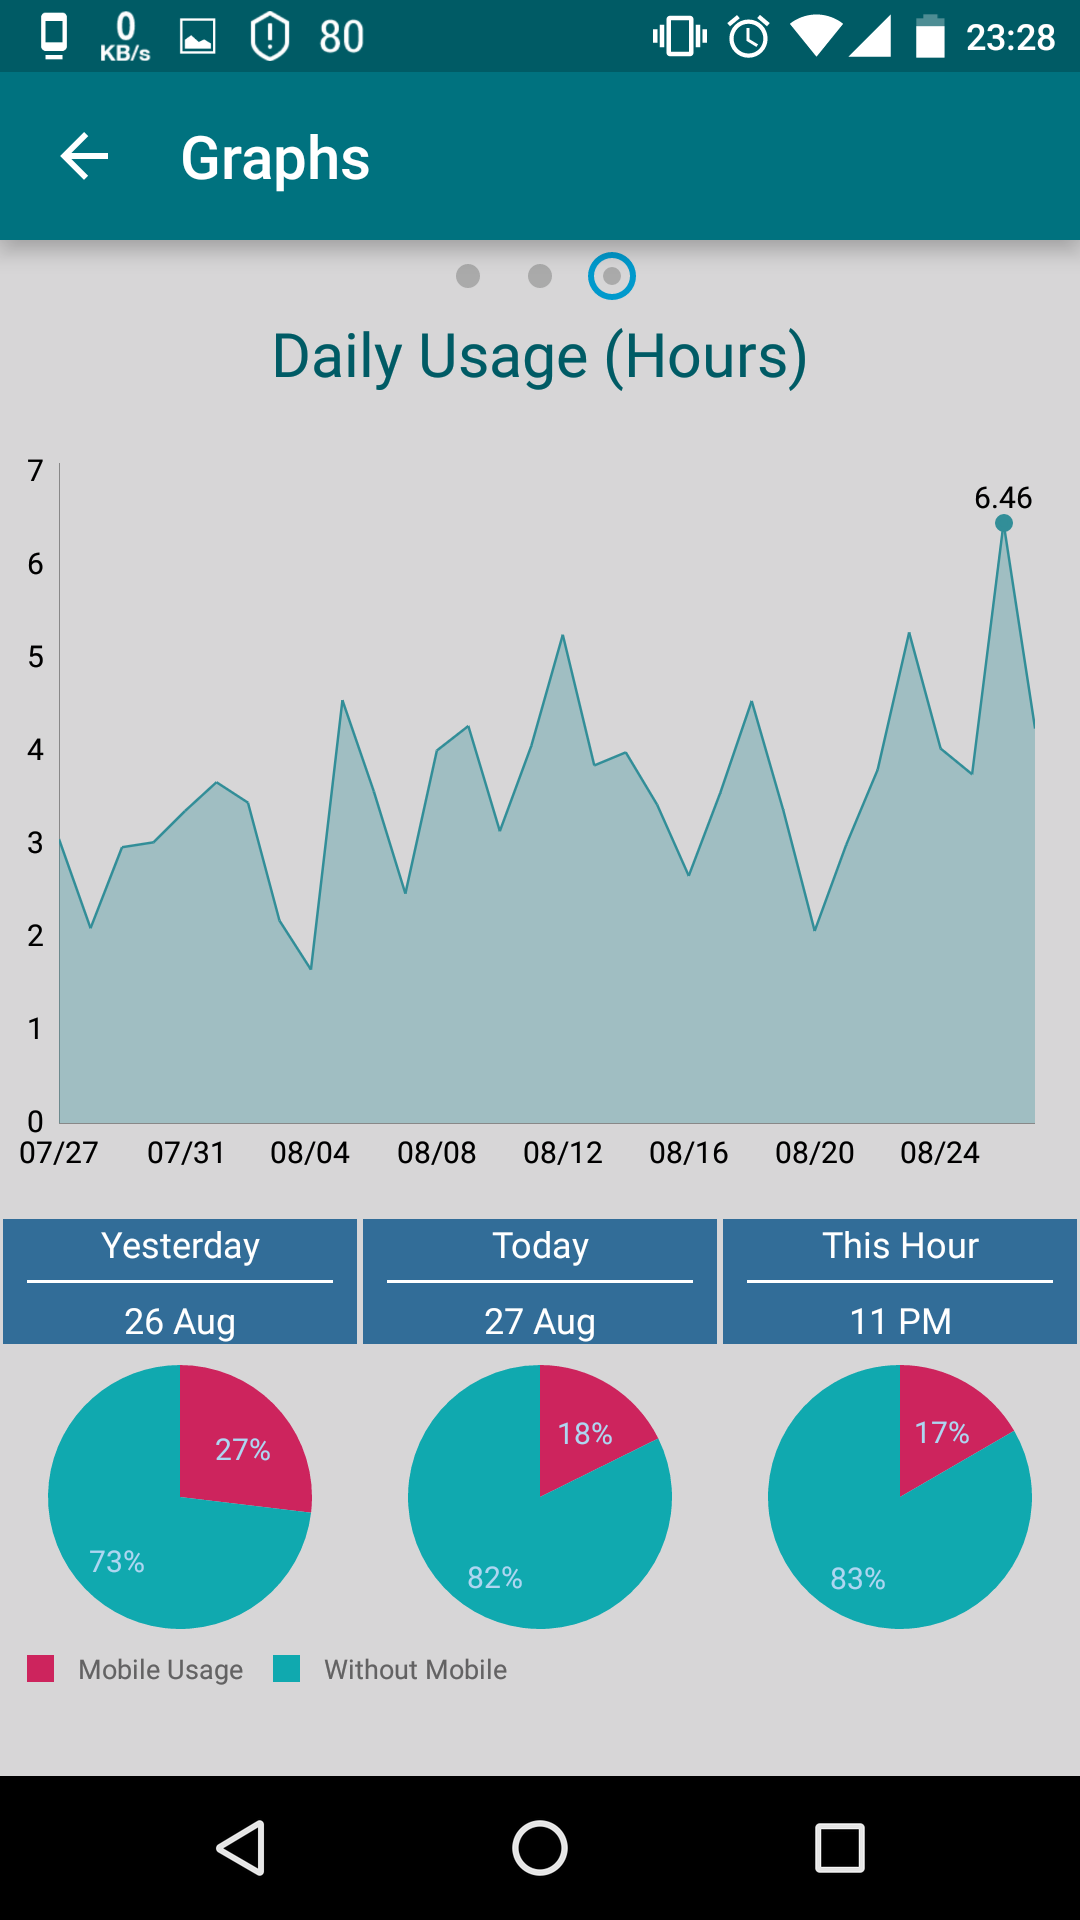 0 KB/s 80 23:28
Graphs
Daily Usage (Hours)
7
6.46
6
5
4
3
2
1
0
07/27 07/31 08/04 08/08 08/12 08/16 08/20 08/24
Yesterday Today This Hour
26 Aug 27 Aug 11 PM
27% 18% 17%
73% 82% 83%
Mobile Usage Without Mobile